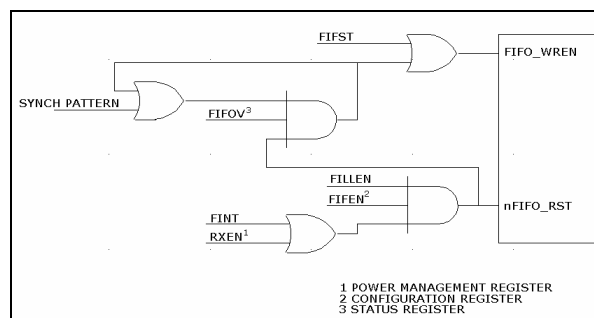 FIFST
FIFO_WREN
SYNCH PATTERN
FIFOV3
FILLEN
FIFEN2
nFIFO_RST
FINT
RXEN1
1 POWER MANAGEMENT REGISTER
2 CONFIGURATION REGISTER
3 STATUS REGISTER